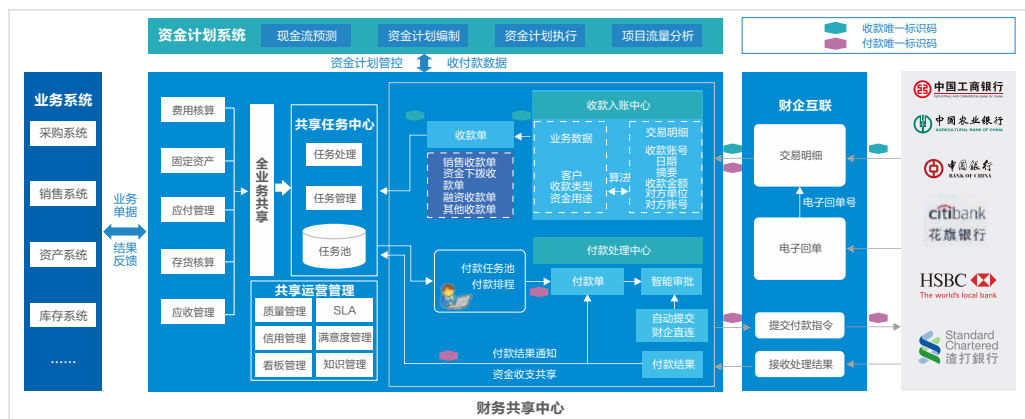 资金计划系统
现金流预测
资金计划编制
资金计划执行
项目流量分析
收款唯一标识码
付款唯一标识码
资金计划管控
收付款数据
业务系统
采购系统
销售系统
资产系统
库存系统
......
业务
单据
结果
反馈
费用核算
固定资产
应付管理
存货核算
应收管理
全业务共享
共享任务中心
任务处理
任务管理
任务池
共享运营管理
质量管理
SLA
信用管理
满意度管理
看板管理
知识管理
收款入账中心
收款单
销售收款单
资金下拨收
款单
融资收款单
其他收款单
业务数据
客户
收款类型
资金用途
算法
交易明细
收款账号
日期
摘要
收款金额
对方单位
对方账号
付款处理中心
付款任务池
付款排程
付款单
智能审批
自动提交
财企直连
付款结果通知
付款结果
资金收支共享
财务共享中心
财企互联
交易明细
电子回单号
电子回单
提交付款指令
接收处理结果
中国工商银行
INDUSTRIAL AND COMMERCIAL BANK OF CHINA
中国农业银行
AGRICULTURAL BANK OF CHINA
中国银行
BANK OF CHINA
citibank
花旗银行
HSBC
The world's local bank
Standard
Chartered
渣打銀行